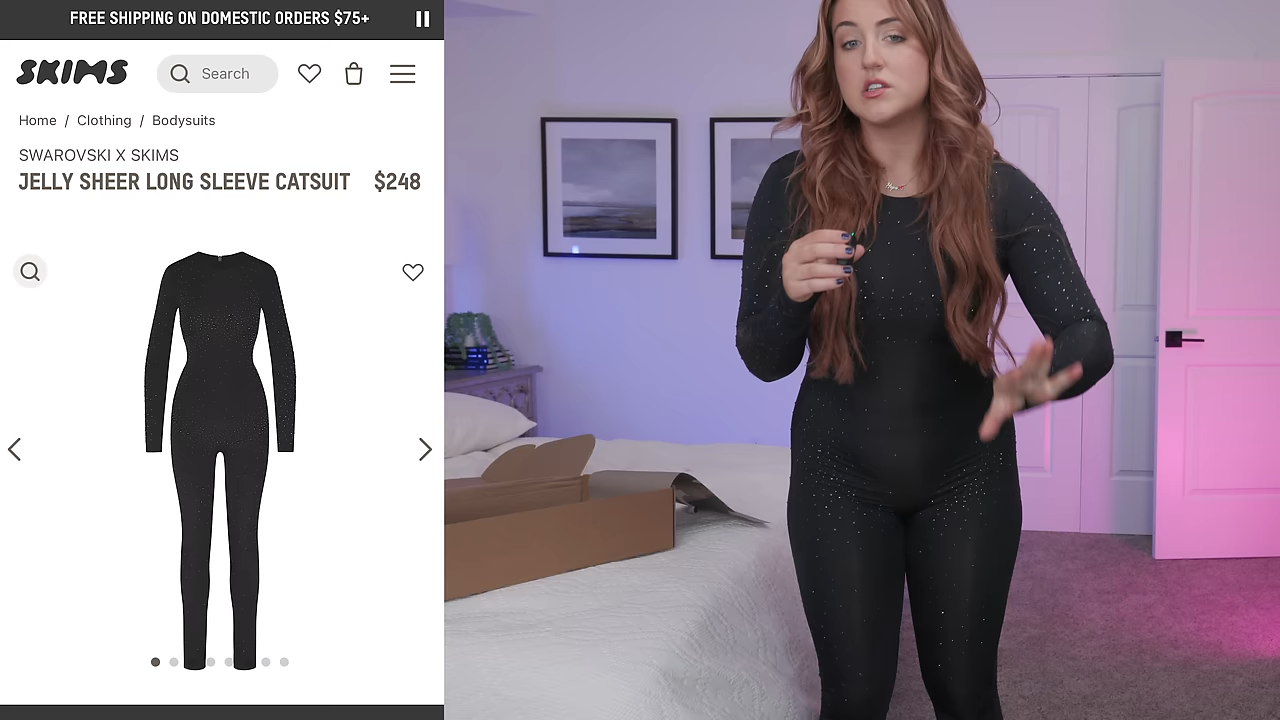 FREE SHIPPING ON DOMESTIC ORDERS $75+
SKIMS
Search
Home / Clothing / Bodysuits
SWAROVSKI X SKIMS
JELLY SHEER LONG SLEEVE CATSUIT $248